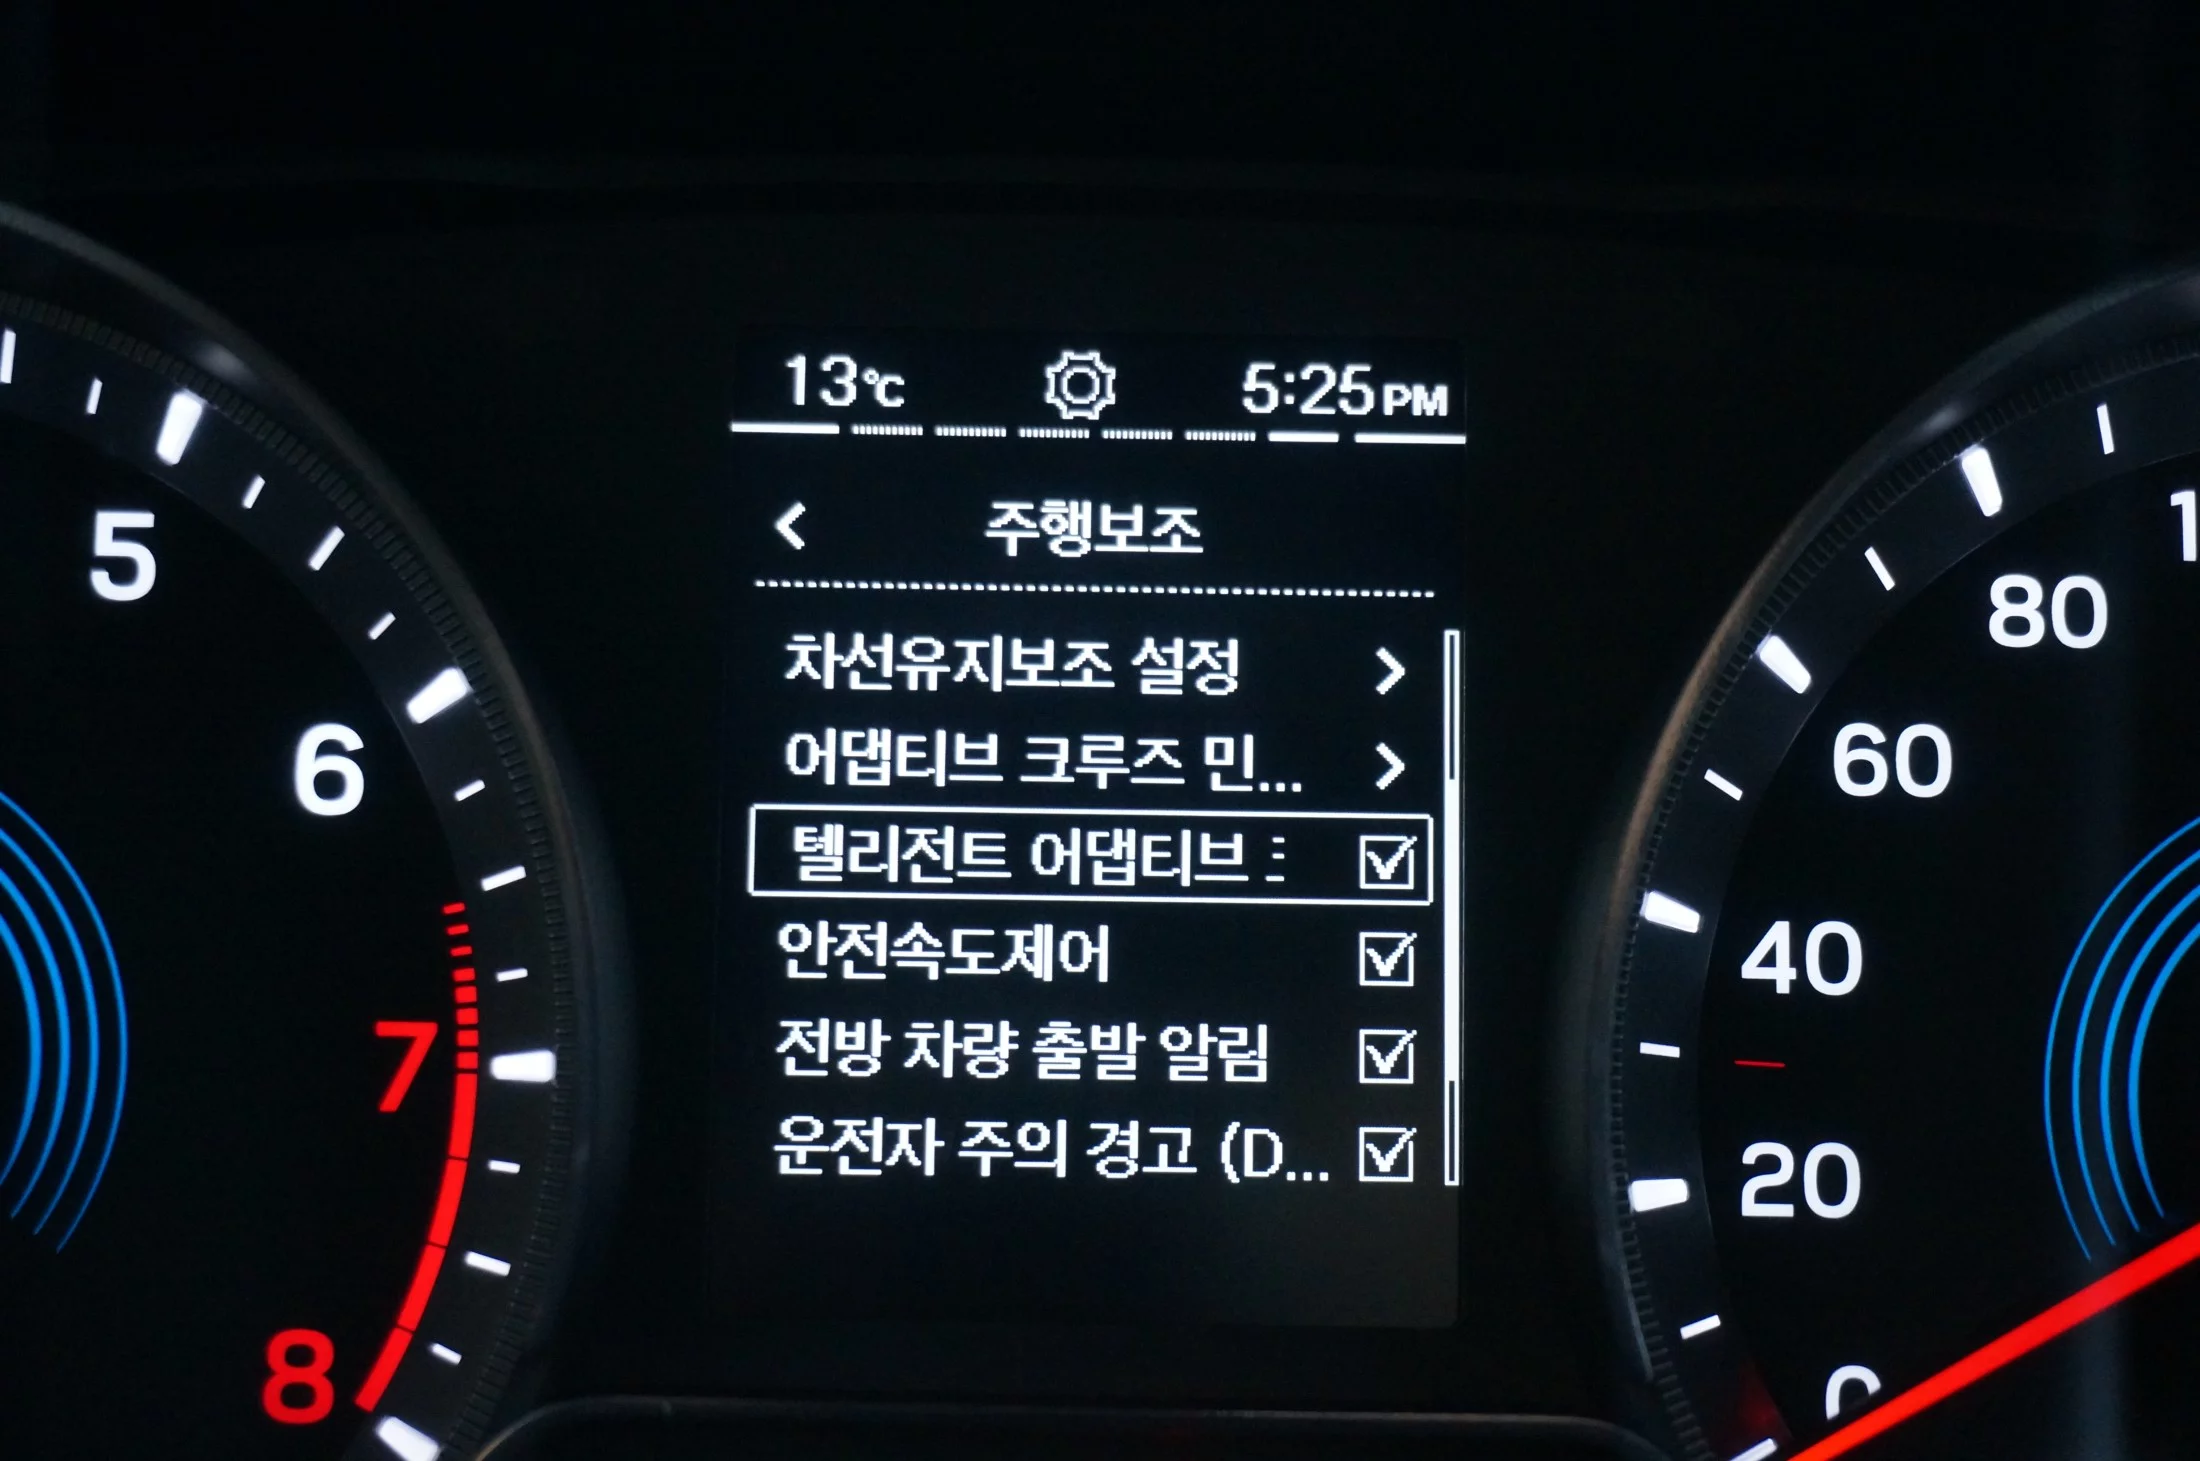 13℃ 5:25PM
주행보조
차선유지보조 설정
어댑티브 크루즈 민...
텔리전트 어댑티브
안전속도제어
전방 차량 출발 알림
운전자 주의 경고 (D...
5
6
7
8
80
60
40
20
0